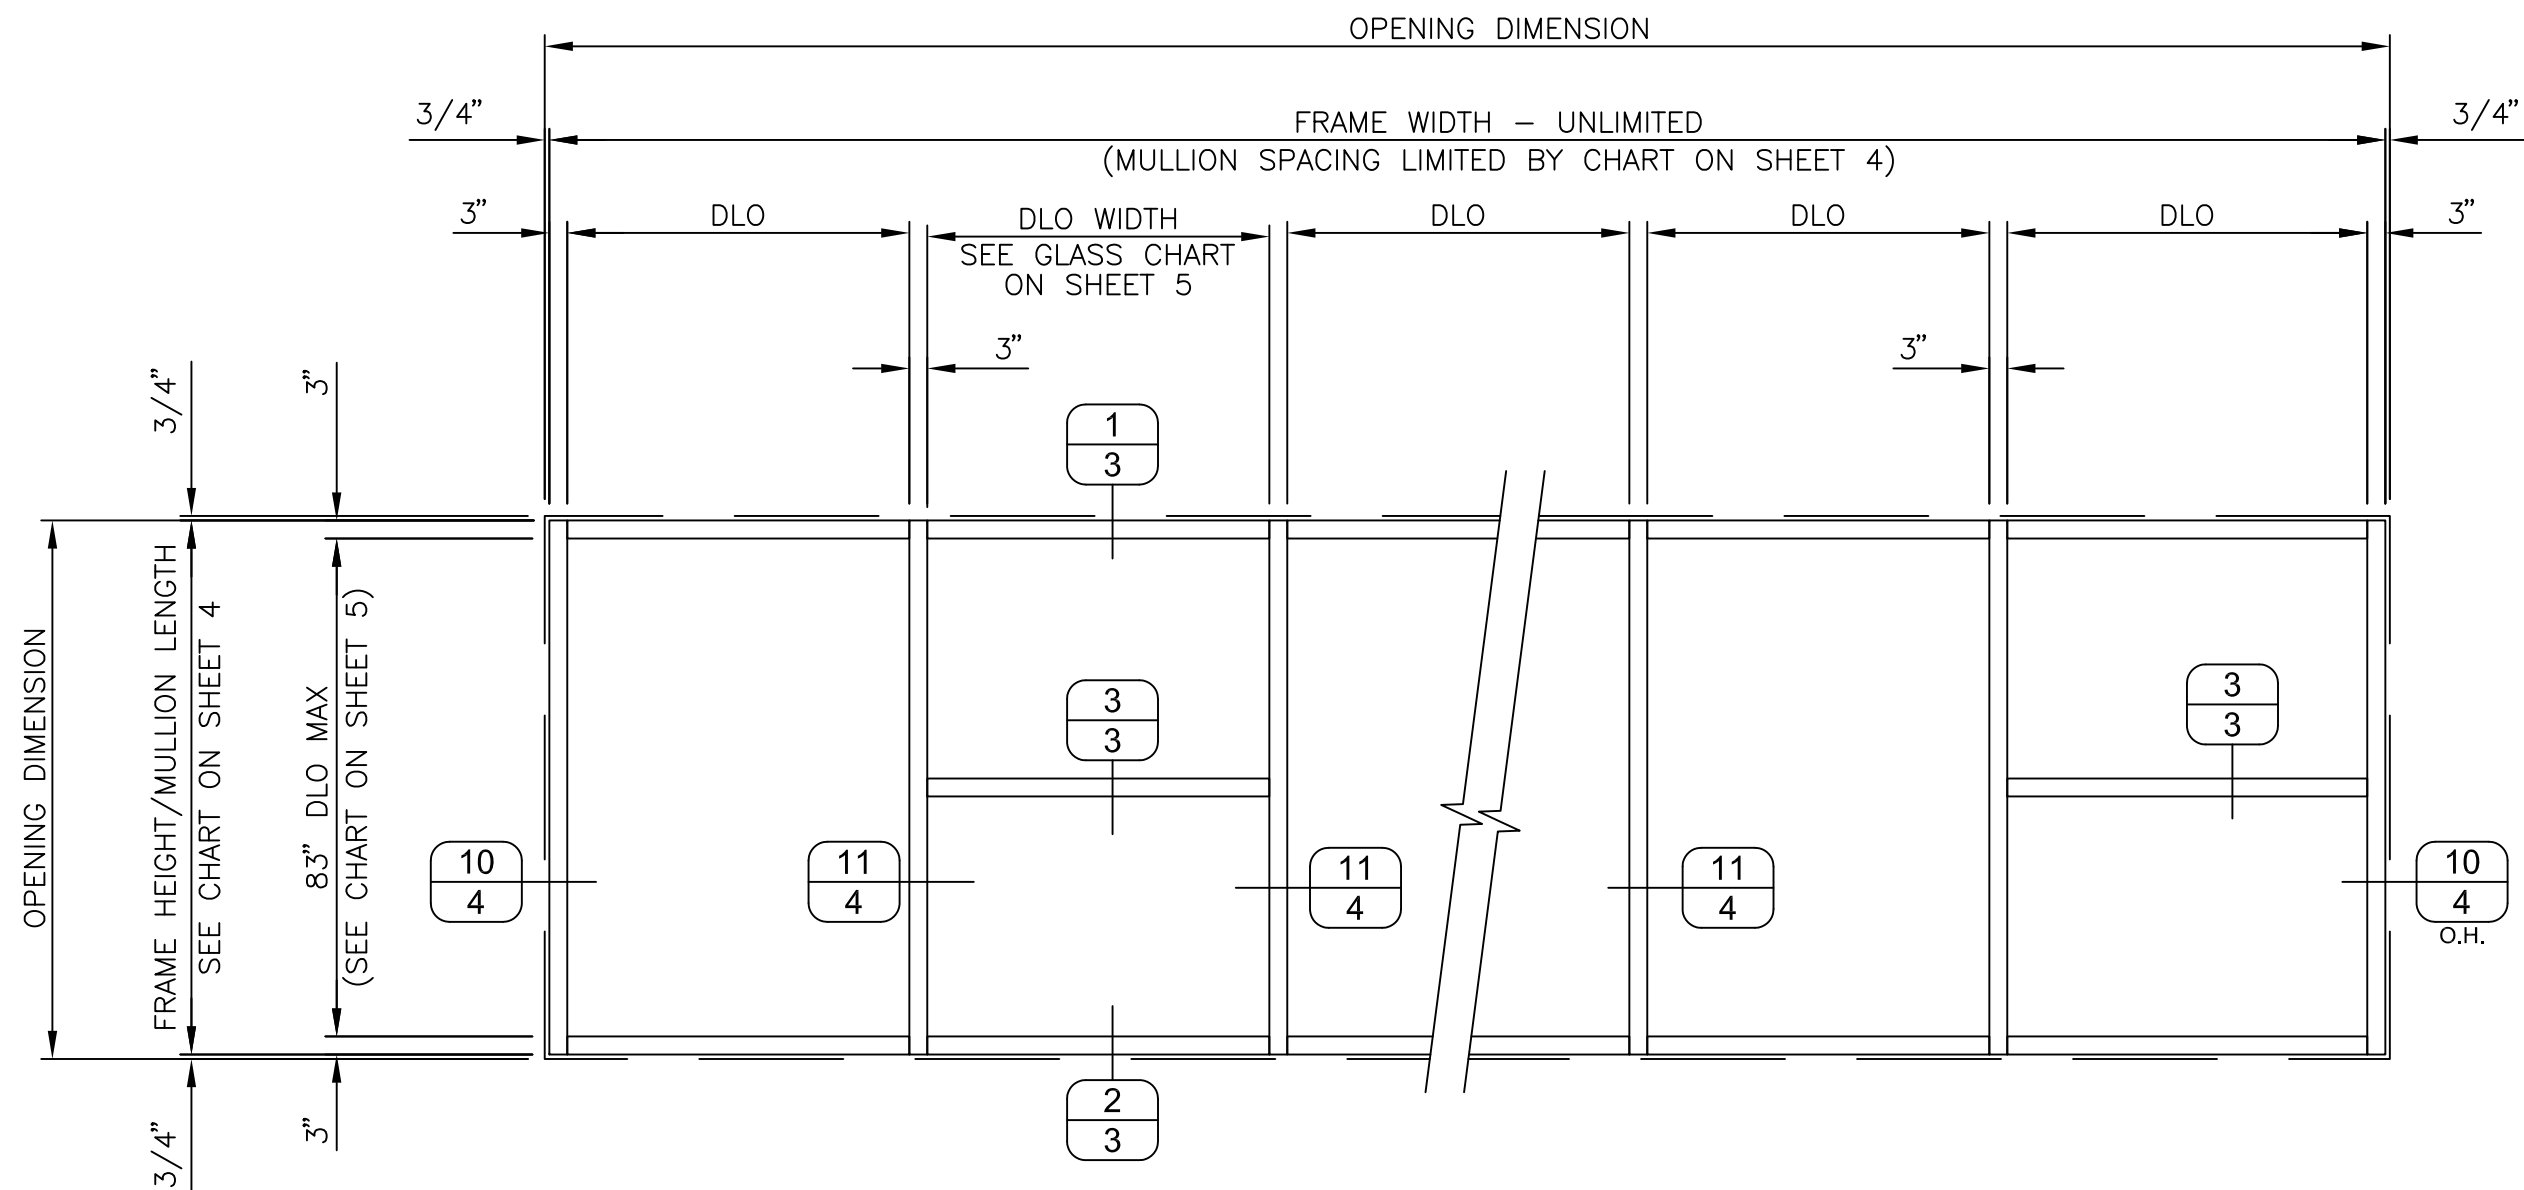 OPENING DIMENSION
3/4"
FRAME WIDTH – UNLIMITED
3/4"
(MULLION SPACING LIMITED BY CHART ON SHEET 4)
3"
DLO
DLO WIDTH
DLO
DLO
DLO
3"
SEE GLASS CHART
ON SHEET 5
3"
3"
3/4"
3"
1
3
OPENING DIMENSION
FRAME HEIGHT/MULLION LENGTH
SEE CHART ON SHEET 4
83" DLO MAX
(SEE CHART ON SHEET 5)
3
3
3
3
10
4
11
4
11
4
11
4
10
4
O.H.
2
3
3/4"
3"